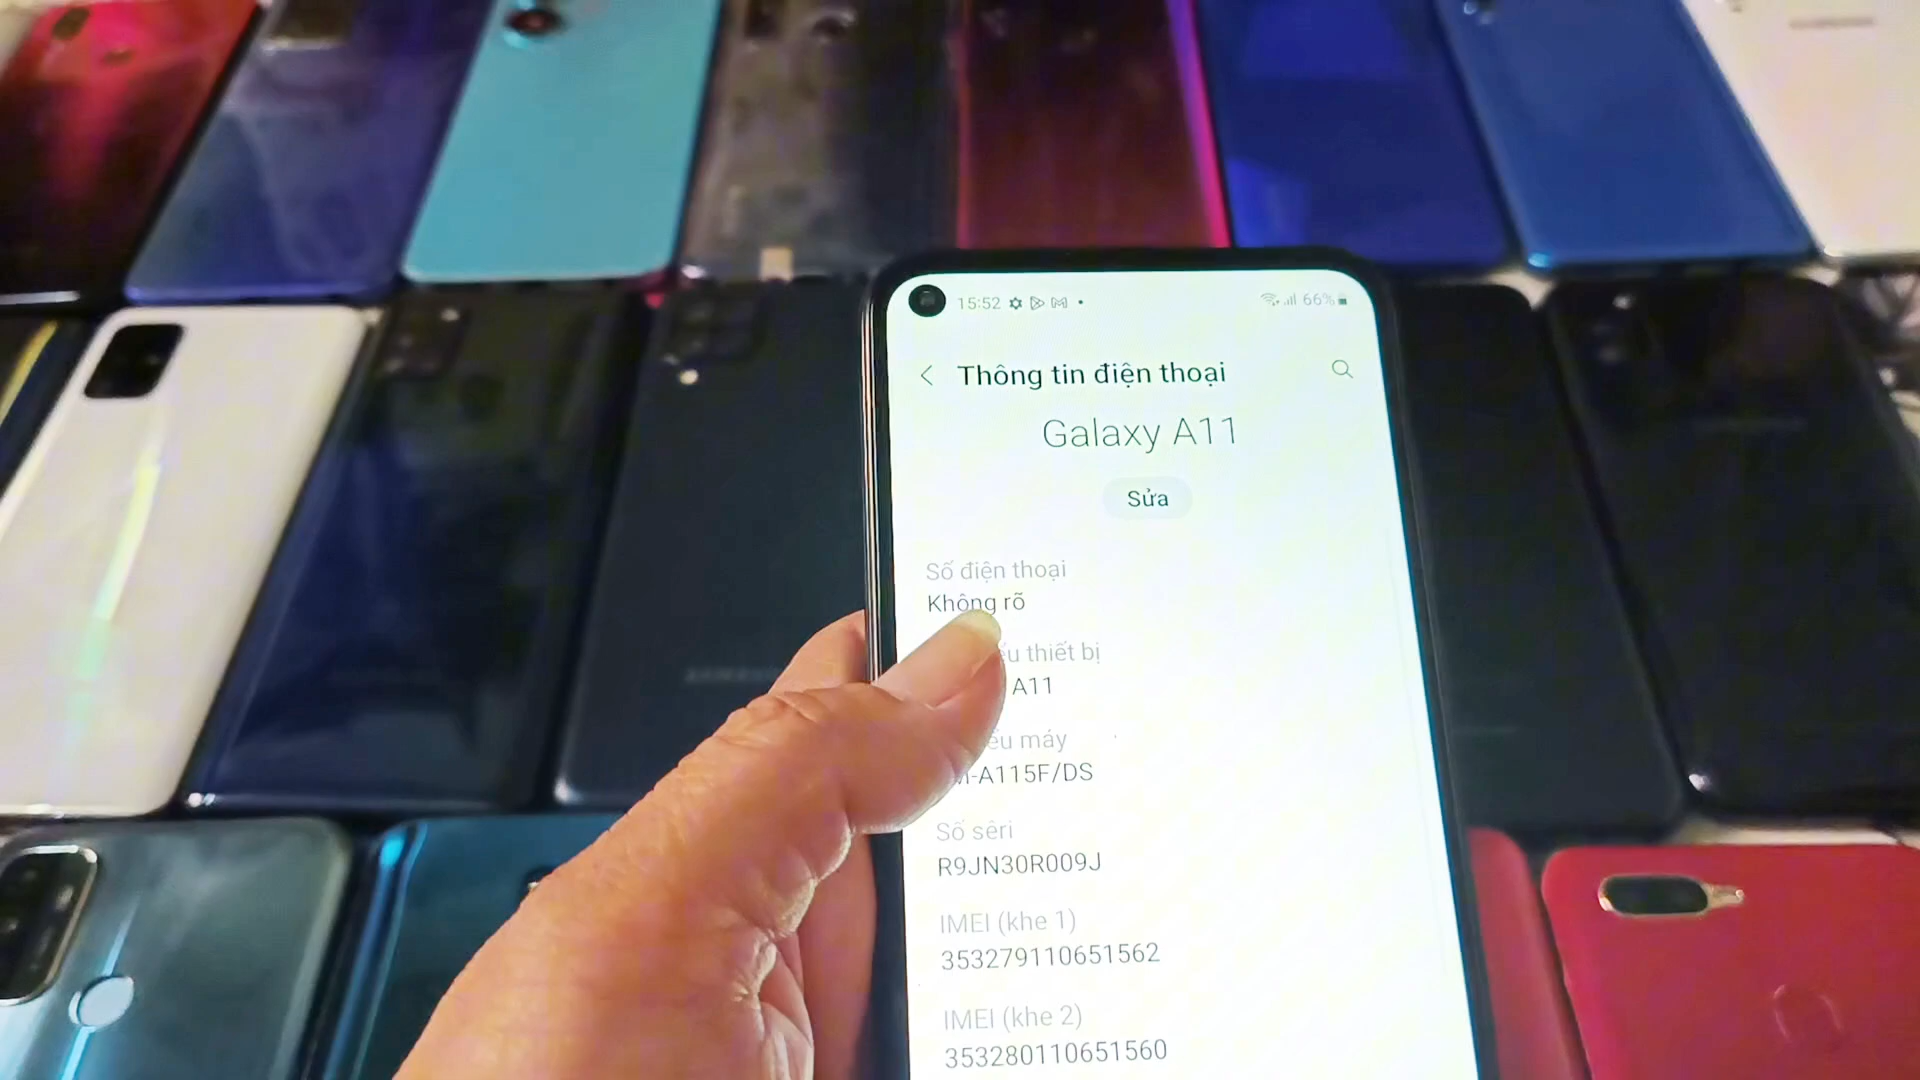 15:52
66%
Thông tin điện thoại
Galaxy A11
Sửa
Số điện thoại
Không rõ
thiết bị
A11
máy
-A115F/DS
Số sêri
R9JN30R009J
IMEI (khe 1)
353279110651562
IMEI (khe 2)
353280110651560